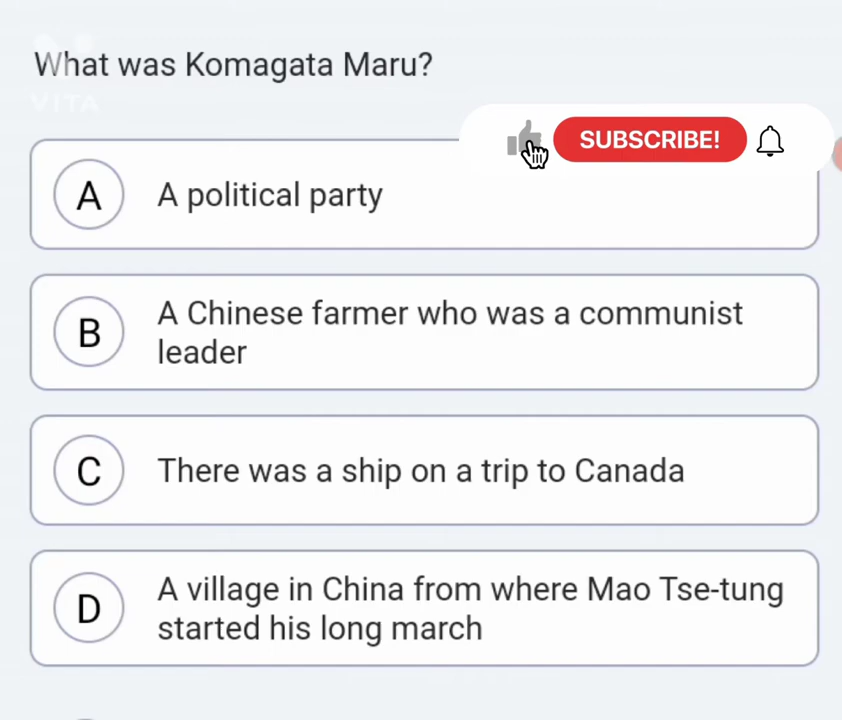 What was Komagata Maru?
VITA
SUBSCRIBE!
A
A political party
B
A Chinese farmer who was a communist
leader
C
There was a ship on a trip to Canada
D
A village in China from where Mao Tse-tung
started his long march